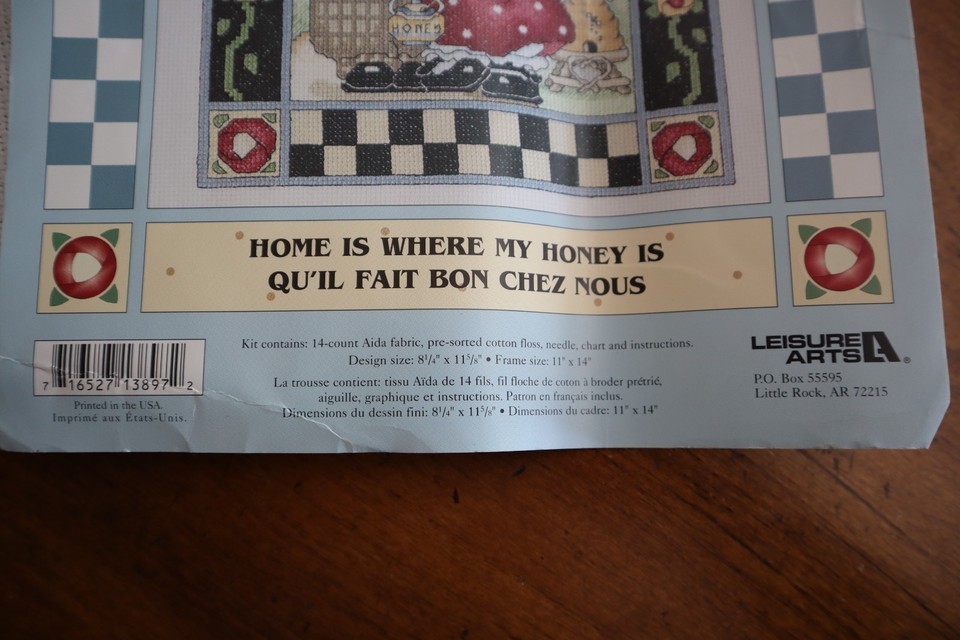 HONEY
HOME IS WHERE MY HONEY IS
QU'IL FAIT BON CHEZ NOUS
Kit contains: 14-count Aida fabric, pre-sorted cotton floss, needle, chart and instructions.
Design size: 8¹/₄" x 11⁵/₈" • Frame size: 11" x 14"
La trousse contient: tissu Aïda de 14 fils, fil floche de coton à broder prétrié,
aiguille, graphique et instructions. Patron en français inclus.
Dimensions du dessin fini: 8¹/₄" x 11⁵/₈" • Dimensions du cadre: 11" x 14"
7 16527 13897 2
Printed in the USA.
Imprimé aux États-Unis.
LEISURE
ARTS LA®
P.O. Box 55595
Little Rock, AR 72215